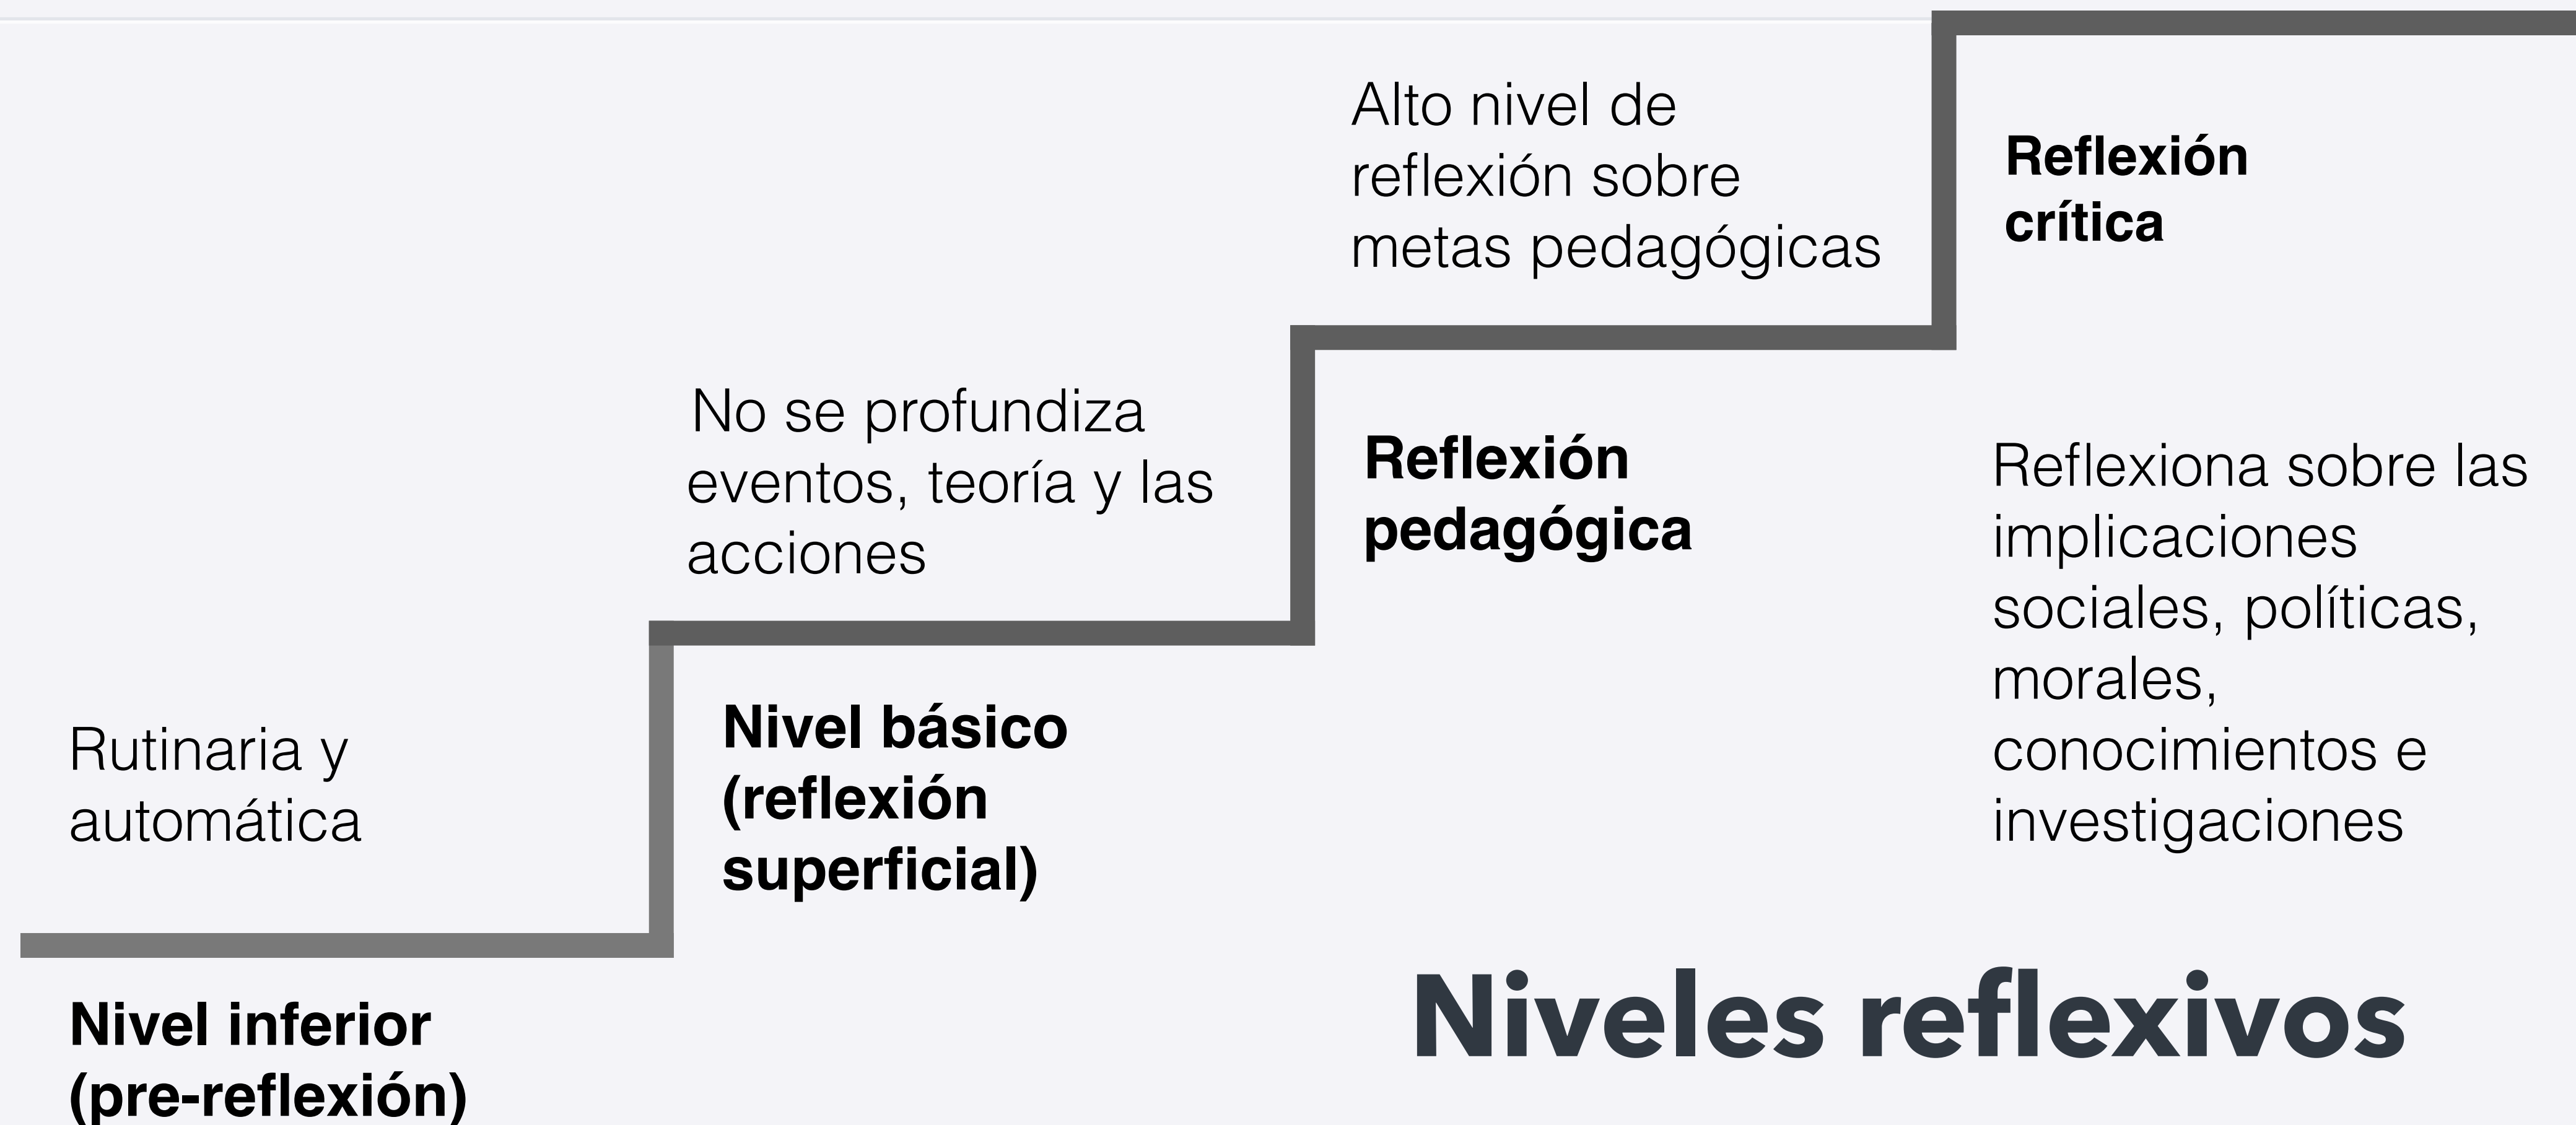 Rutinaria y
automática
Nivel inferior
(pre-reflexión)
No se profundiza
eventos, teoría y las
acciones
Nivel básico
(reflexión
superficial)
Alto nivel de
reflexión sobre
metas pedagógicas
Reflexión
pedagógica
Reflexión
crítica
Reflexiona sobre las
implicaciones
sociales, políticas,
morales,
conocimientos e
investigaciones
Niveles reflexivos